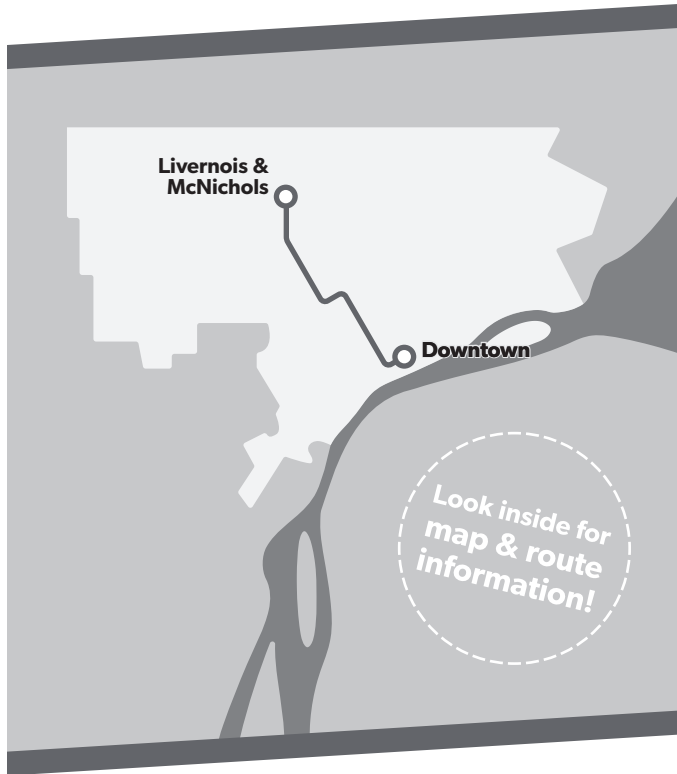 Livernois &
McNichols
Downtown
Look inside for
map & route
information!